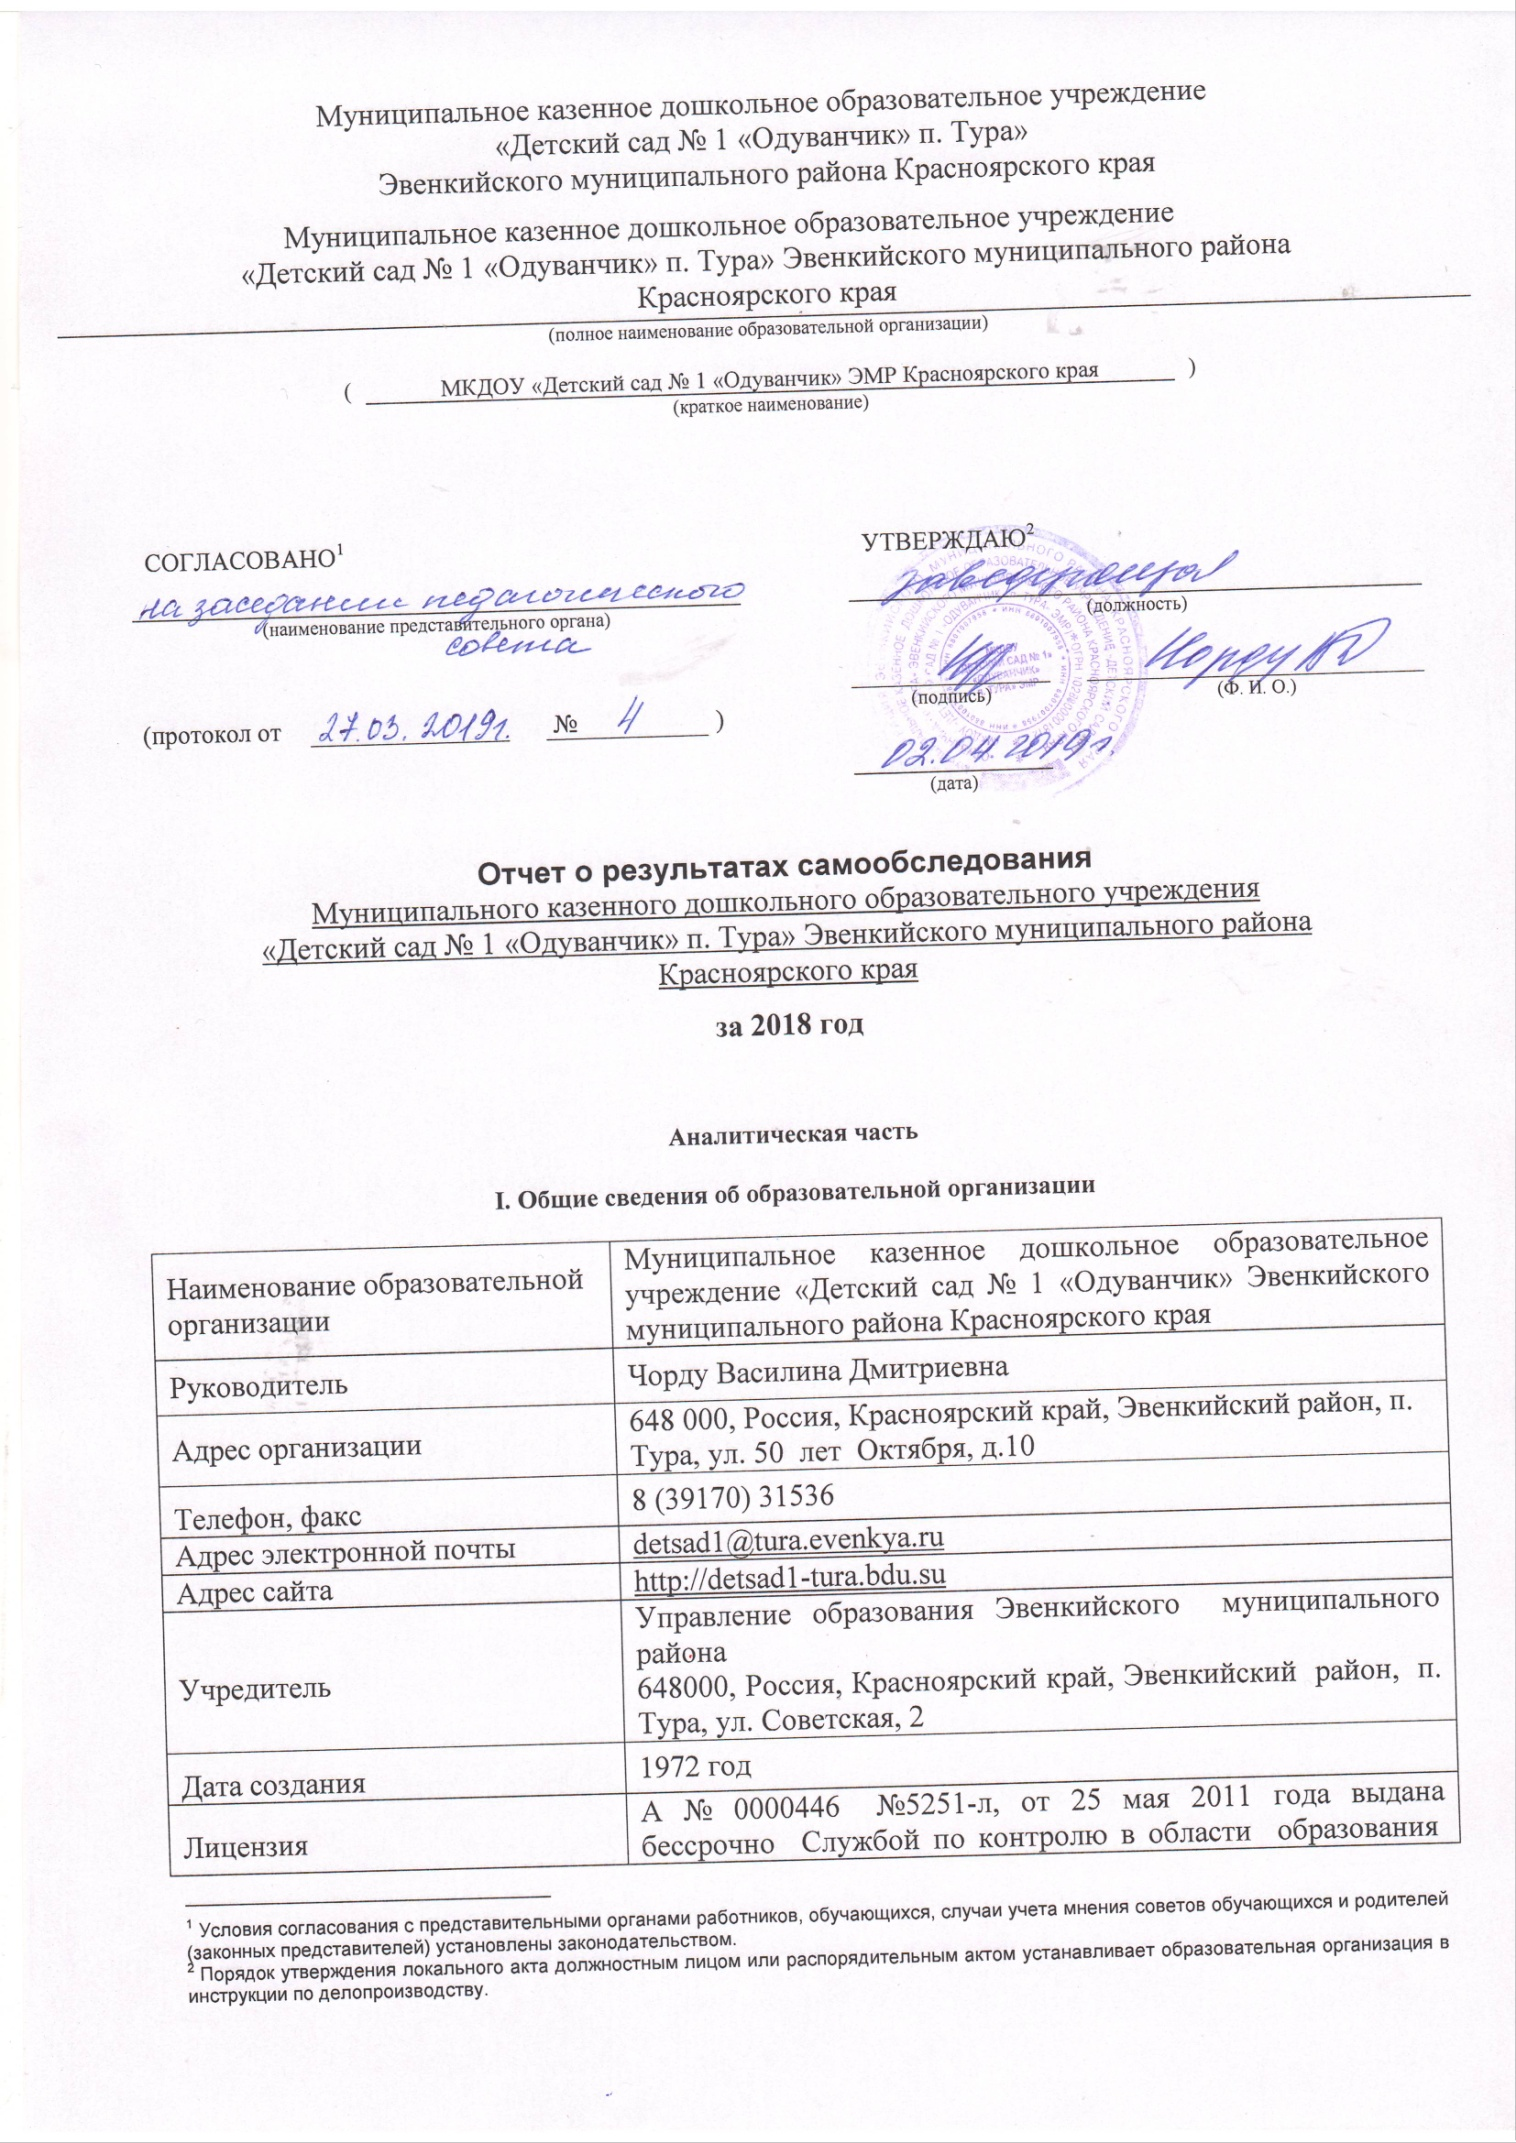 Муниципальное казенное дошкольное образовательное учреждение
«Детский сад № 1 «Одуванчик» п. Тура»
Эвенкийского муниципального района Красноярского края
Муниципальное казенное дошкольное образовательное учреждение
«Детский сад № 1 «Одуванчик» п. Тура» Эвенкийского муниципального района
Красноярского края
(полное наименование образовательной организации)
( МКДОУ «Детский сад № 1 «Одуванчик» ЭМР Красноярского края )
(краткое наименование)
СОГЛАСОВАНО1
на заседании педагогического
(наименование представительного органа)
совета
(протокол от 27.03.2019г. № 4 )
УТВЕРЖДАЮ2
заведующая
(должность)
(подпись)
Чорду В.Д
(Ф. И. О.)
02.04.2019г.
(дата)
Отчет о результатах самообследования
Муниципального казенного дошкольного образовательного учреждения
«Детский сад № 1 «Одуванчик» п. Тура» Эвенкийского муниципального района
Красноярского края
за 2018 год
Аналитическая часть
I. Общие сведения об образовательной организации
Наименование образовательной
организации
Муниципальное казенное дошкольное образовательное
учреждение «Детский сад № 1 «Одуванчик» Эвенкийского
муниципального района Красноярского края
Руководитель
Чорду Василина Дмитриевна
Адрес организации
648 000, Россия, Красноярский край, Эвенкийский район, п.
Тура, ул. 50 лет Октября, д.10
Телефон, факс
8 (39170) 31536
Адрес электронной почты
detsad1@tura.evenkya.ru
Адрес сайта
http://detsad1-tura.bdu.su
Учредитель
Управление образования Эвенкийского муниципального
района
648000, Россия, Красноярский край, Эвенкийский район, п.
Тура, ул. Советская, 2
Дата создания
1972 год
Лицензия
А № 0000446 №5251-л, от 25 мая 2011 года выдана
бессрочно Службой по контролю в области образования
1 Условия согласования с представительными органами работников, обучающихся, случаи учета мнения советов обучающихся и родителей
(законных представителей) установлены законодательством.
2 Порядок утверждения локального акта должностным лицом или распорядительным актом устанавливает образовательная организация в
инструкции по делопроизводству.